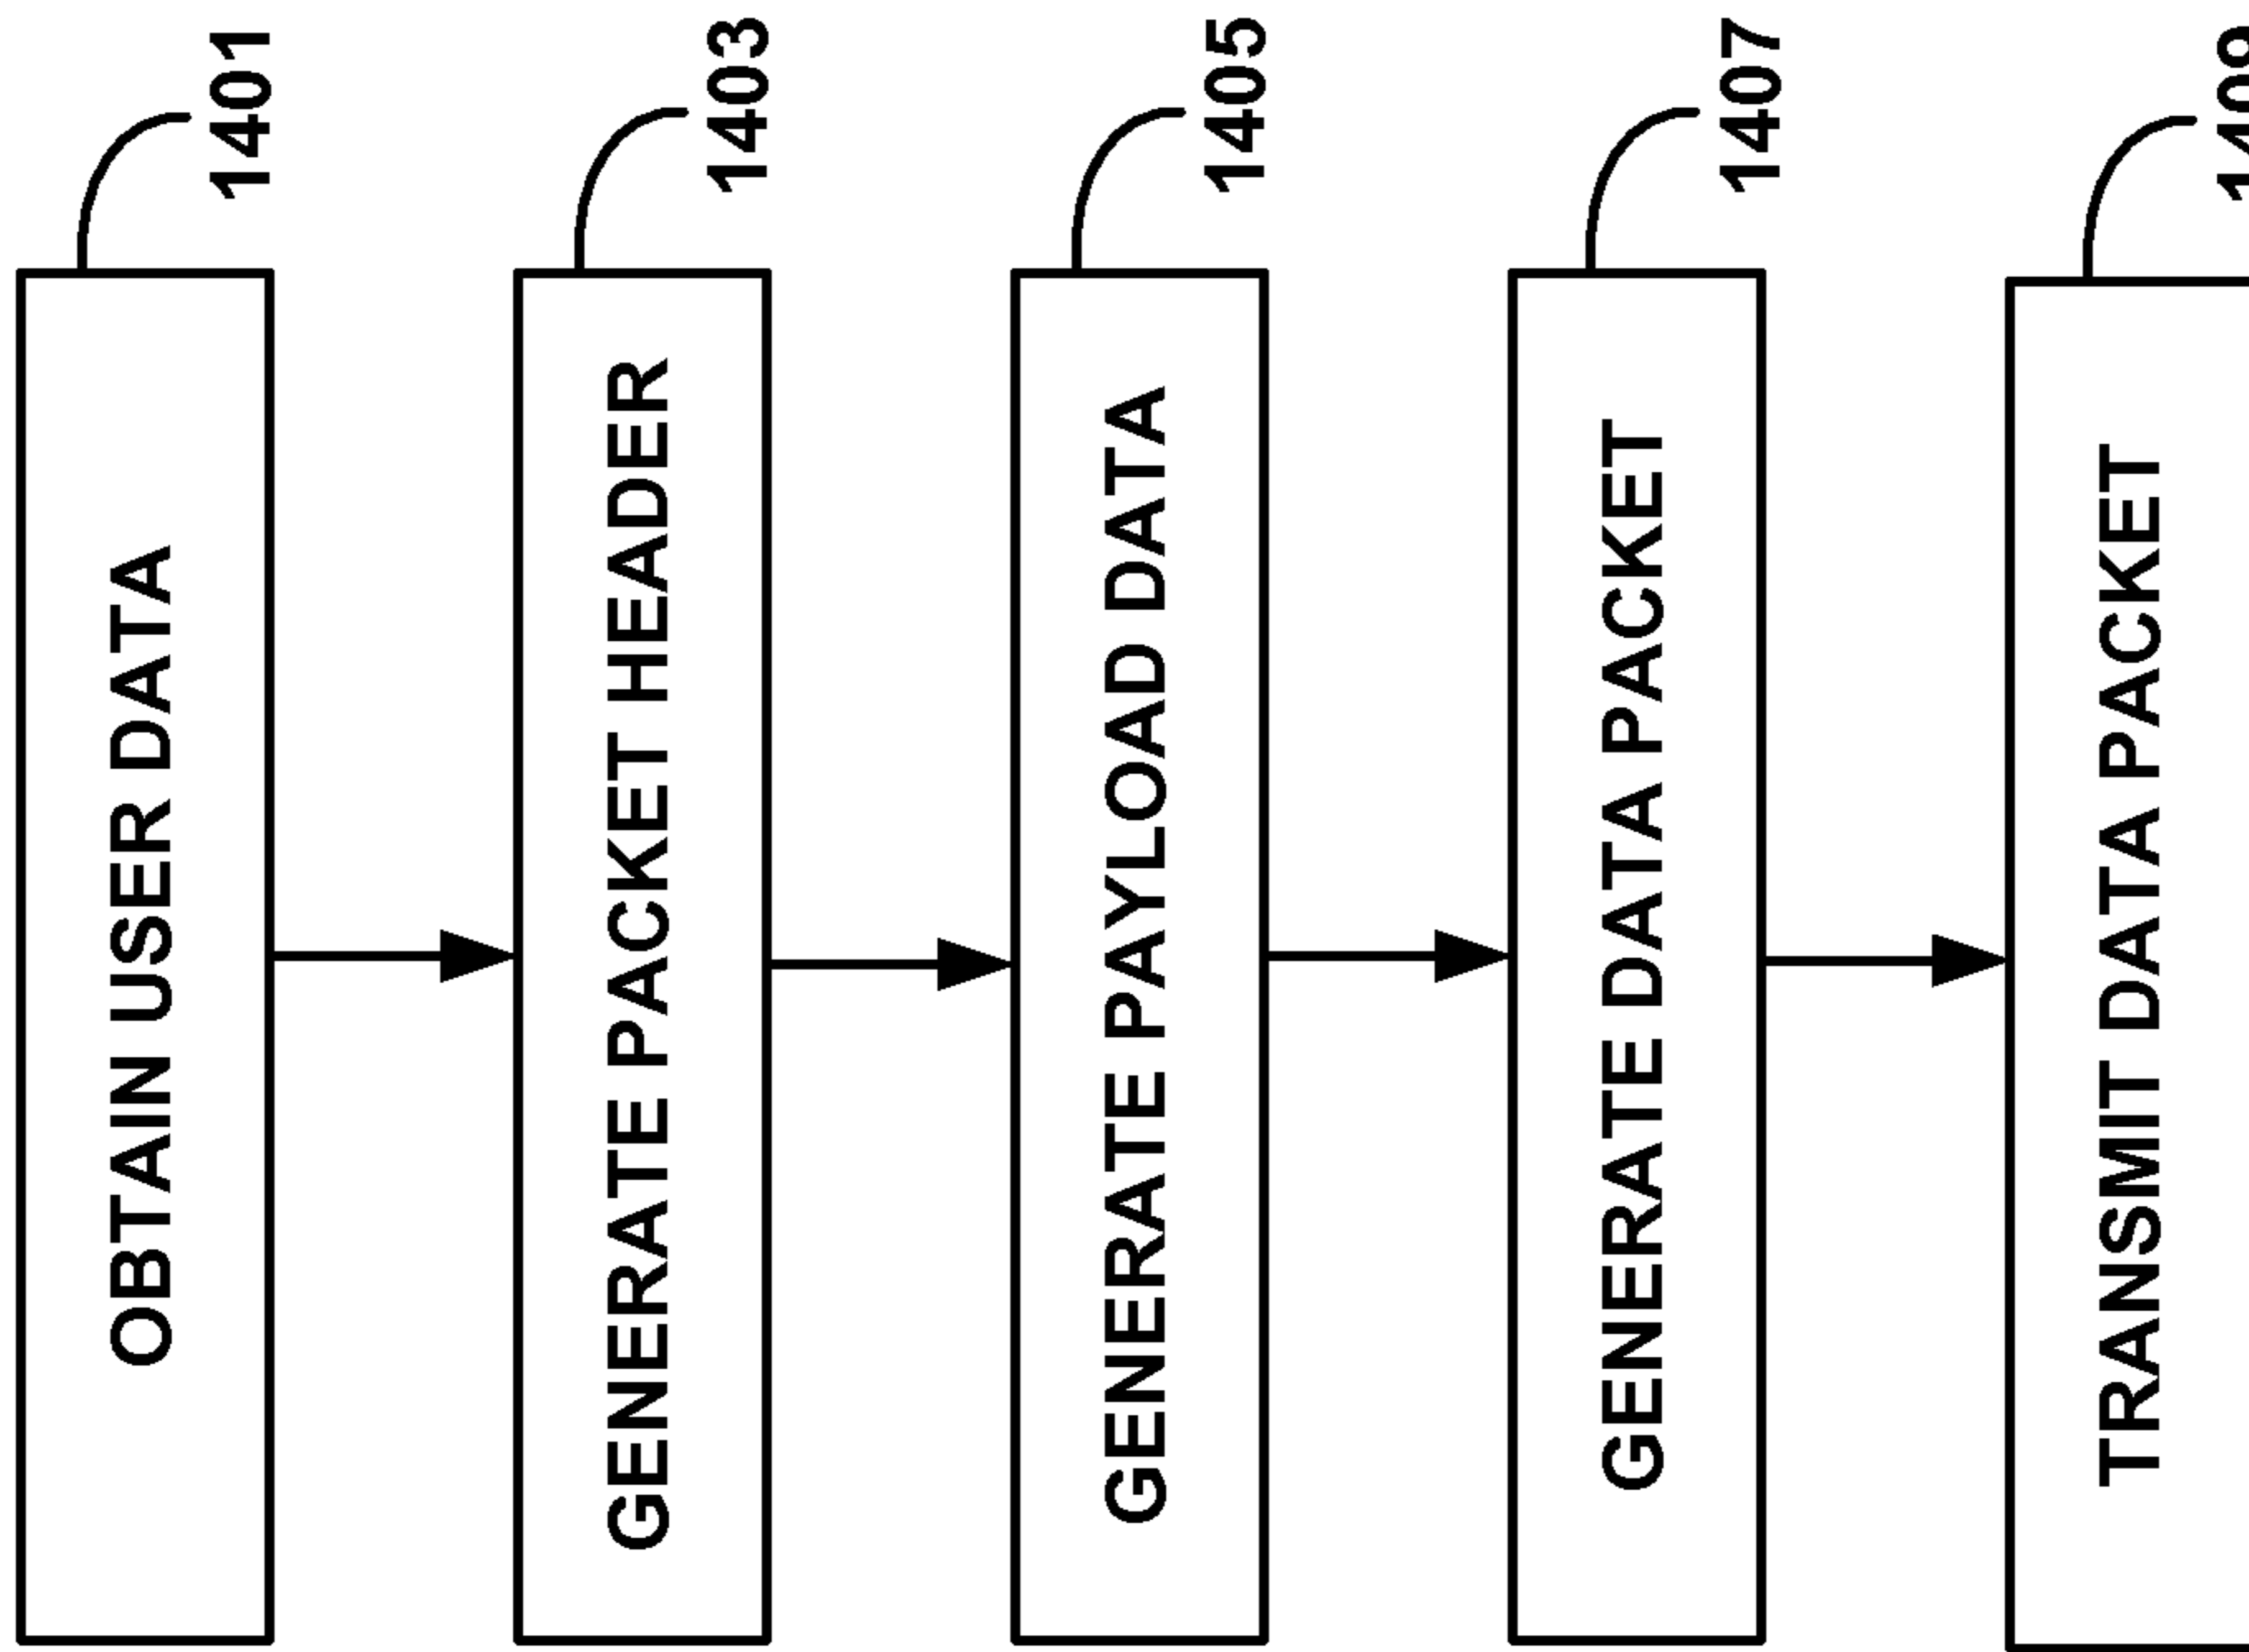 OBTAIN USER DATA
1401
GENERATE PACKET HEADER
1403
GENERATE PAYLOAD DATA
1405
GENERATE DATA PACKET
1407
TRANSMIT DATA PACKET
1409